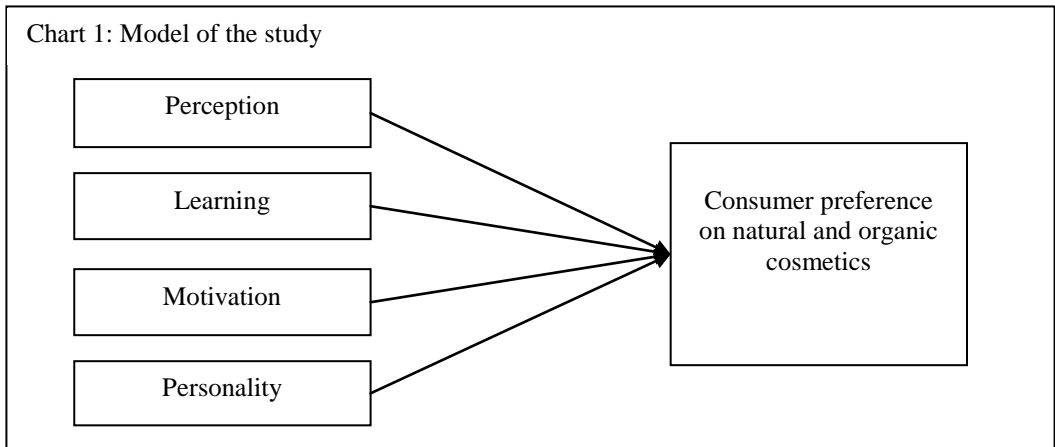 Chart 1: Model of the study
Perception
Learning
Motivation
Personality
Consumer preference
on natural and organic
cosmetics